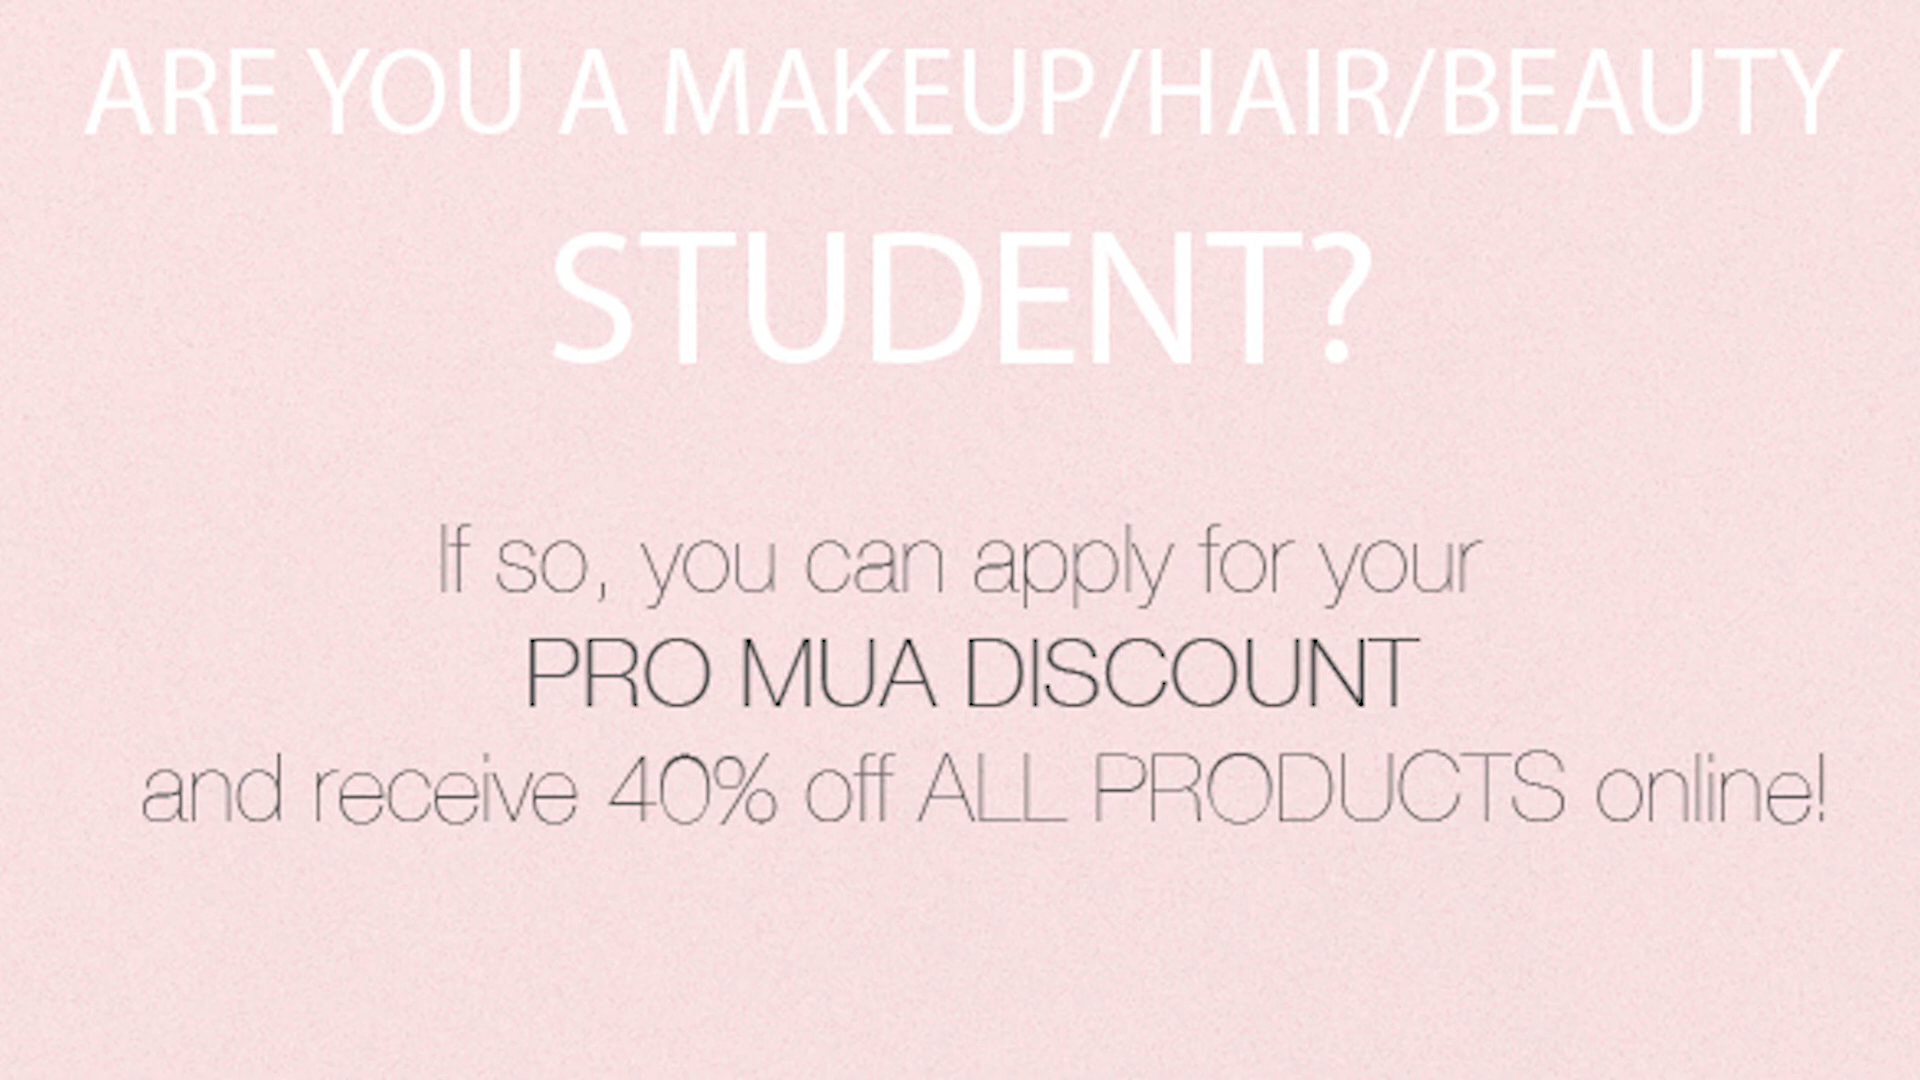 ARE YOU A MAKEUP/HAIR/BEAUTY
STUDENT?
If so, you can apply for your
PRO MUA DISCOUNT
and receive 40% off ALL PRODUCTS online!